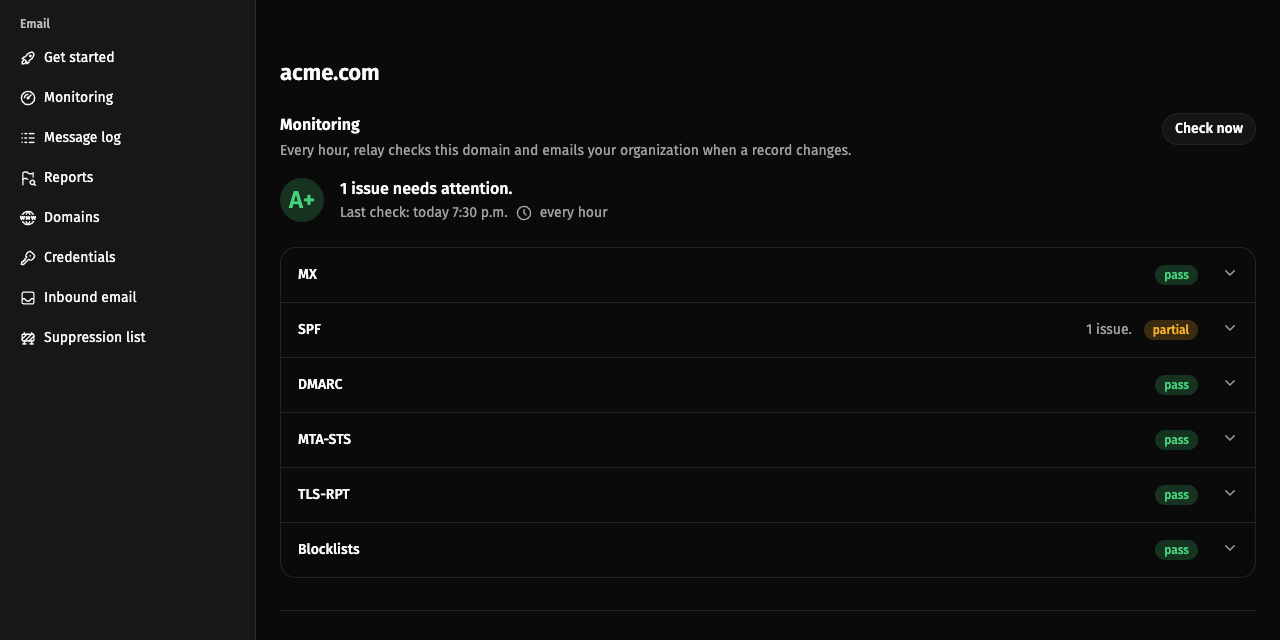 Email
Get started
Monitoring
Message log
Reports
Domains
Credentials
Inbound email
Suppression list
acme.com
Monitoring
Check now
Every hour, relay checks this domain and emails your organization when a record changes.
A+
1 issue needs attention.
Last check: today 7:30 p.m. every hour
MX pass
SPF 1 issue. partial
DMARC pass
MTA-STS pass
TLS-RPT pass
Blocklists pass